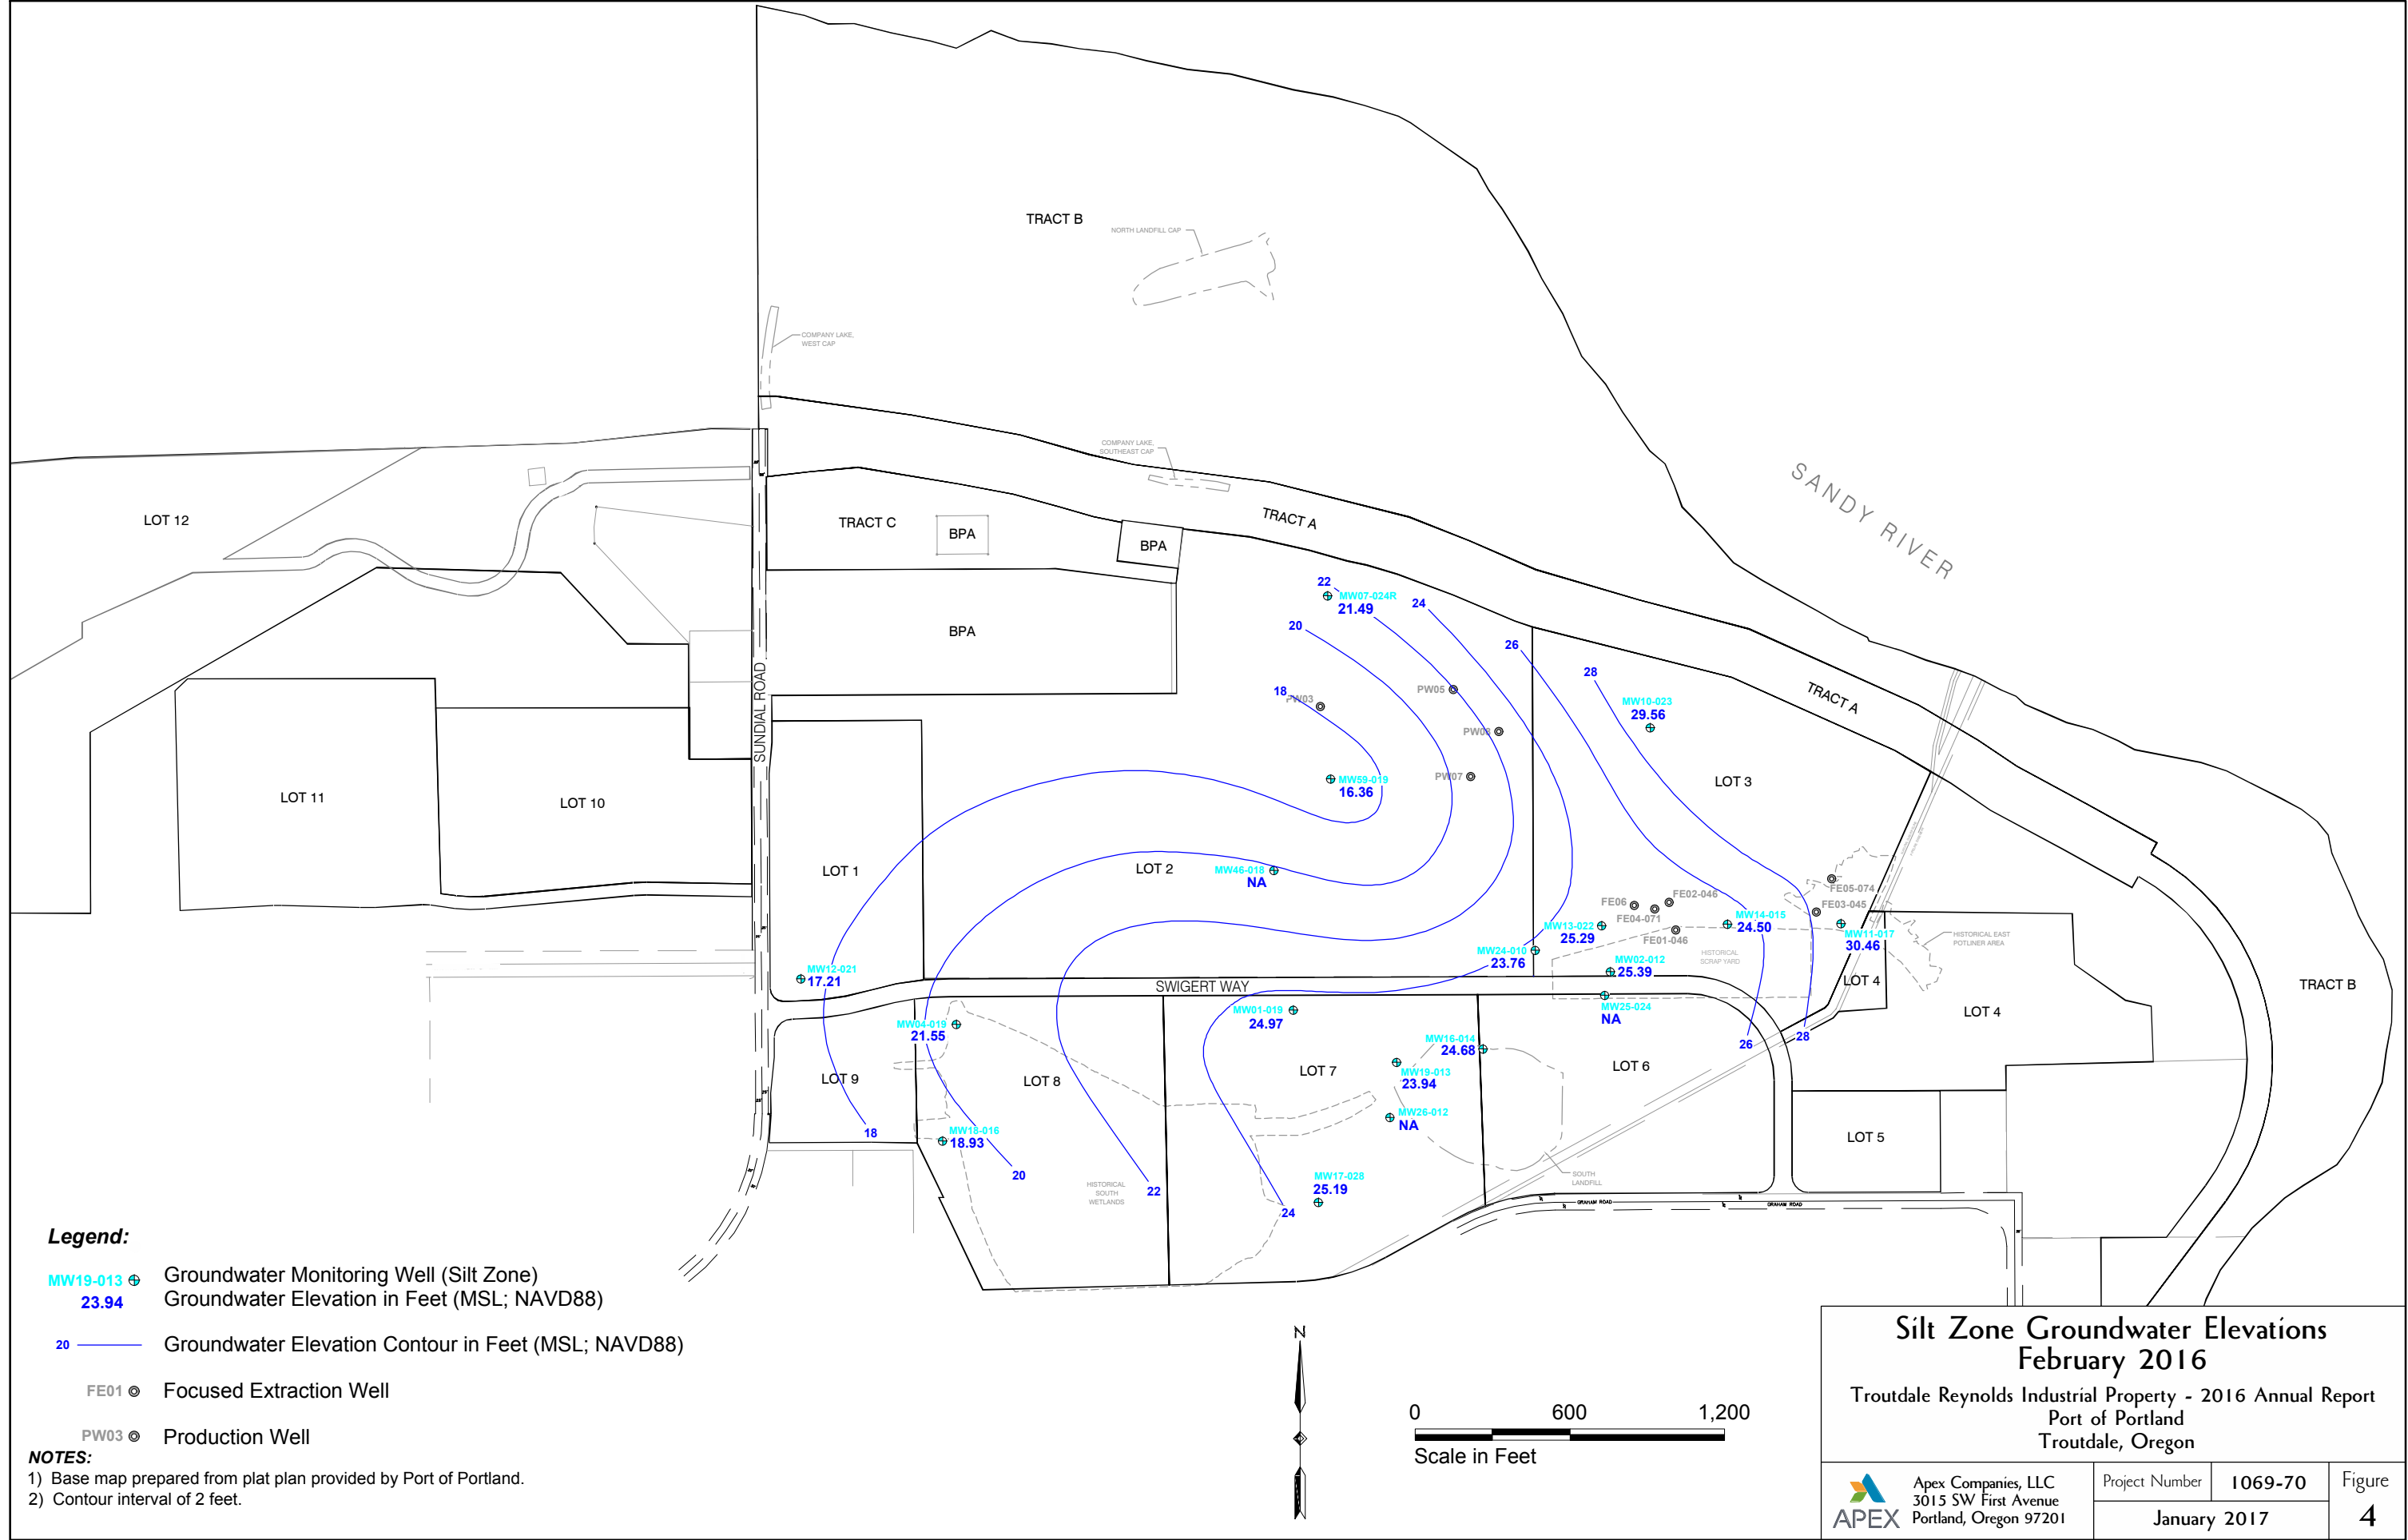 TRACT B
NORTH LANDFILL CAP
COMPANY LAKE,
WEST CAP
COMPANY LAKE,
SOUTHEAST CAP
SANDY RIVER
LOT 12
TRACT C
BPA
BPA
TRACT A
BPA
22
MW07-024R
21.49
24
20
26
28
18
PW03
PW05
PW08
PW07
MW10-023
29.56
TRACT A
SUNDIAL ROAD
LOT 11
LOT 10
LOT 1
LOT 2
LOT 3
MW59-019
16.36
MW46-018
NA
FE06
FE02-046
FE04-071
FE01-046
FE05-074
FE03-045
MW13-022
25.29
MW14-015
24.50
MW11-017
30.46
HISTORICAL EAST
POTLINER AREA
MW24-010
23.76
HISTORICAL
SCRAP YARD
MW02-012
25.39
MW12-021
17.21
SWIGERT WAY
LOT 4
LOT 4
TRACT B
MW25-024
NA
MW01-019
24.97
MW04-019
21.55
MW16-014
24.68
26
28
LOT 9
LOT 8
LOT 7
MW19-013
23.94
LOT 6
MW26-012
NA
18
MW18-016
18.93
LOT 5
20
22
HISTORICAL
SOUTH
WETLANDS
MW17-028
25.19
24
SOUTH
LANDFILL
GRAHAM ROAD
GRAHAM ROAD
Legend:
MW19-013 Groundwater Monitoring Well (Silt Zone)
23.94 Groundwater Elevation in Feet (MSL; NAVD88)
20 Groundwater Elevation Contour in Feet (MSL; NAVD88)
FE01 Focused Extraction Well
PW03 Production Well
NOTES:
1) Base map prepared from plat plan provided by Port of Portland.
2) Contour interval of 2 feet.
N
0 600 1,200
Scale in Feet
Silt Zone Groundwater Elevations
February 2016
Troutdale Reynolds Industrial Property - 2016 Annual Report
Port of Portland
Troutdale, Oregon
APEX
Apex Companies, LLC
3015 SW First Avenue
Portland, Oregon 97201
Project Number 1069-70
January 2017
Figure
4